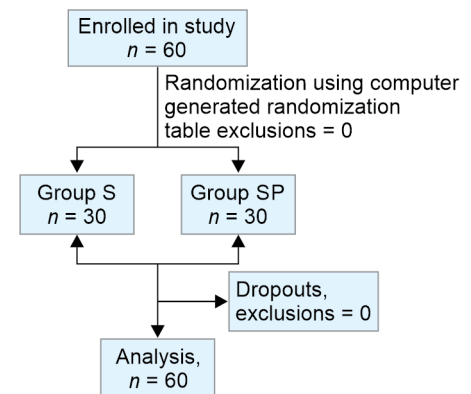 Enrolled in study
n = 60
Randomization using computer
generated randomization
table exclusions = 0
Group S
n = 30
Group SP
n = 30
Dropouts,
exclusions = 0
Analysis,
n = 60